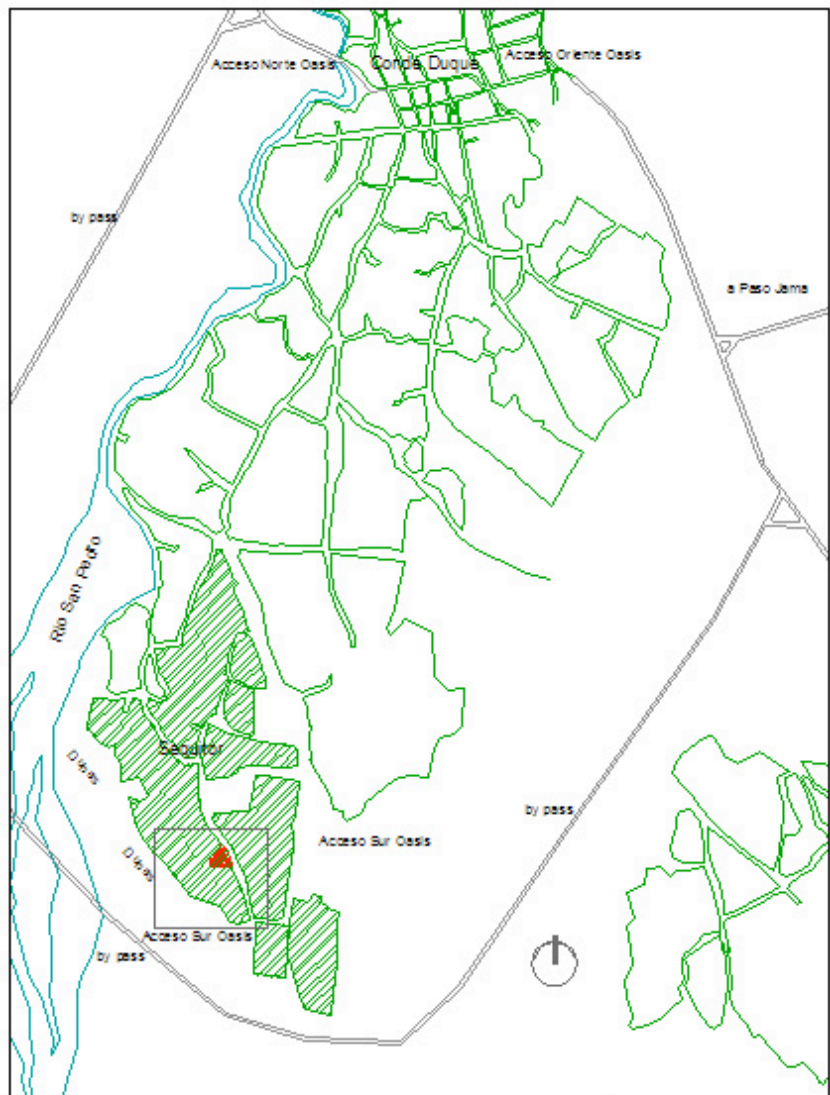 Acceso Norte Oasis
Conde Duque
Acceso Oriente Oasis
by pass
a Paso Jama
Río San Pedro
Sequitor
by pass
Acceso Sur Oasis
Acceso Sur Oasis
by pass